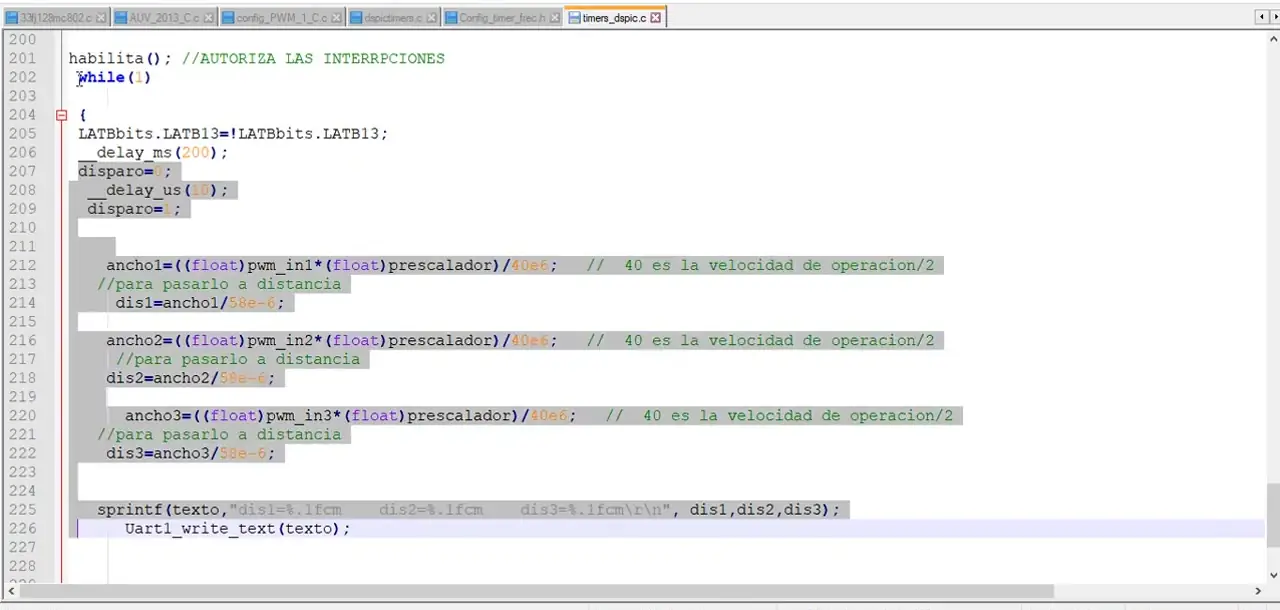 33fj128mc802.c AUV_2013_C.c config_PWM_1_C.c dspictimers.c Config_timer_frec.h timers_dspic.c
200
201 habilita(); //AUTORIZA LAS INTERRPCIONES
202 while(1)
203
204 {
205 LATBbits.LATB13=!LATBbits.LATB13;
206 __delay_ms(200);
207 disparo=0;
208 __delay_us(10);
209 disparo=1;
210
211
212 ancho1=((float)pwm_in1*(float)prescalador)/40e6; // 40 es la velocidad de operacion/2
213 //para pasarlo a distancia
214 dis1=ancho1/58e-6;
215
216 ancho2=((float)pwm_in2*(float)prescalador)/40e6; // 40 es la velocidad de operacion/2
217 //para pasarlo a distancia
218 dis2=ancho2/58e-6;
219
220 ancho3=((float)pwm_in3*(float)prescalador)/40e6; // 40 es la velocidad de operacion/2
221 //para pasarlo a distancia
222 dis3=ancho3/58e-6;
223
224
225 sprintf(texto,"dis1=%.1fcm dis2=%.1fcm dis3=%.1fcm\r\n", dis1,dis2,dis3);
226 Uart1_write_text(texto);
227
228